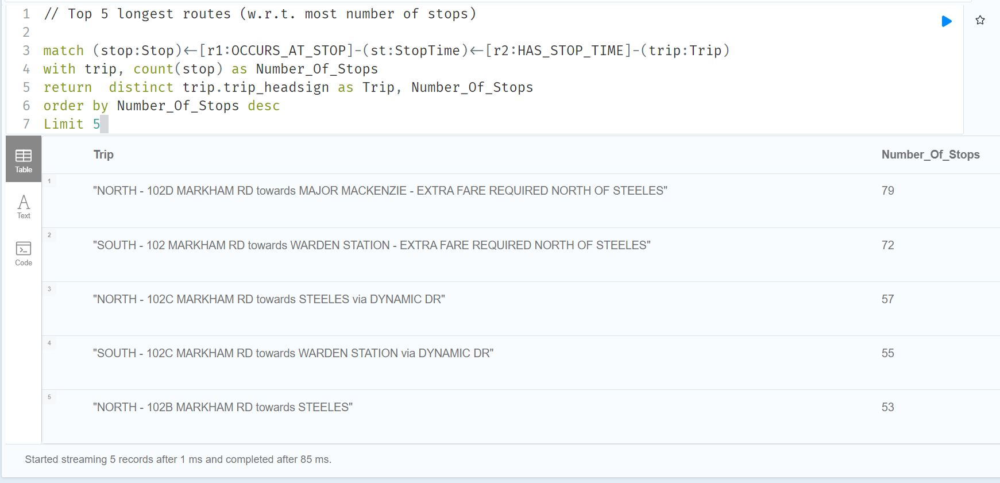 1 // Top 5 longest routes (w.r.t. most number of stops)
2
3 match (stop:Stop)<-[r1:OCCURS_AT_STOP]-(st:StopTime)<-[r2:HAS_STOP_TIME]-(trip:Trip)
4 with trip, count(stop) as Number_Of_Stops
5 return  distinct trip.trip_headsign as Trip, Number_Of_Stops
6 order by Number_Of_Stops desc
7 Limit 5
Table
Text
Code
Trip Number_Of_Stops
1 "NORTH - 102D MARKHAM RD towards MAJOR MACKENZIE - EXTRA FARE REQUIRED NORTH OF STEELES" 79
2 "SOUTH - 102 MARKHAM RD towards WARDEN STATION - EXTRA FARE REQUIRED NORTH OF STEELES" 72
3 "NORTH - 102C MARKHAM RD towards STEELES via DYNAMIC DR" 57
4 "SOUTH - 102C MARKHAM RD towards WARDEN STATION via DYNAMIC DR" 55
5 "NORTH - 102B MARKHAM RD towards STEELES" 53
Started streaming 5 records after 1 ms and completed after 85 ms.